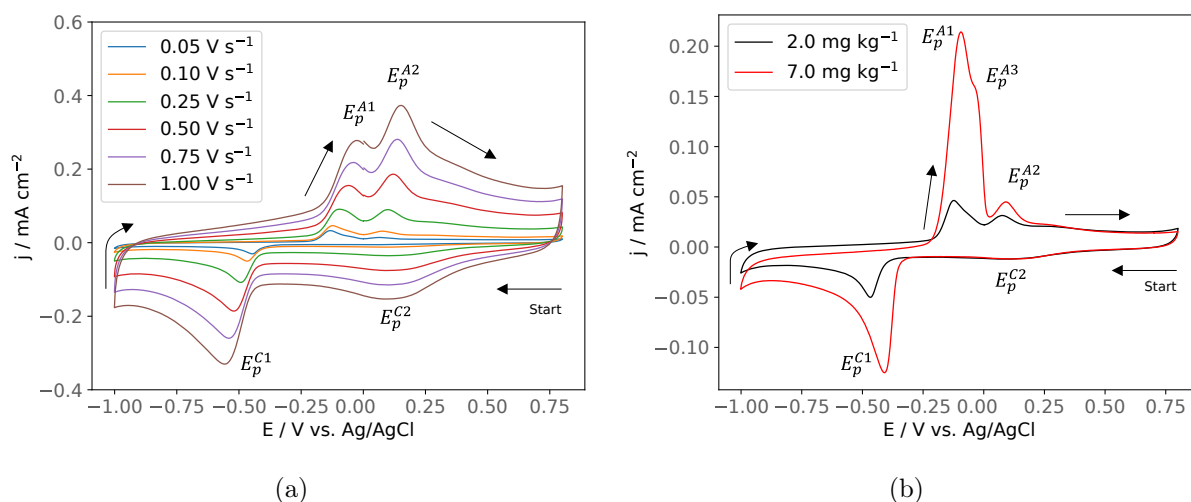 0.6
0.4
0.2
0.0
−0.2
−0.4
j / mA cm⁻²
0.05 V s⁻¹
0.10 V s⁻¹
0.25 V s⁻¹
0.50 V s⁻¹
0.75 V s⁻¹
1.00 V s⁻¹
E_p^{A1}
E_p^{A2}
E_p^{C1}
E_p^{C2}
Start
−1.00 −0.75 −0.50 −0.25 0.00 0.25 0.50 0.75
E / V vs. Ag/AgCl
(a)
0.20
0.15
0.10
0.05
0.00
−0.05
−0.10
j / mA cm⁻²
2.0 mg kg⁻¹
7.0 mg kg⁻¹
E_p^{A1}
E_p^{A3}
E_p^{A2}
E_p^{C1}
E_p^{C2}
Start
−1.00 −0.75 −0.50 −0.25 0.00 0.25 0.50 0.75
E / V vs. Ag/AgCl
(b)